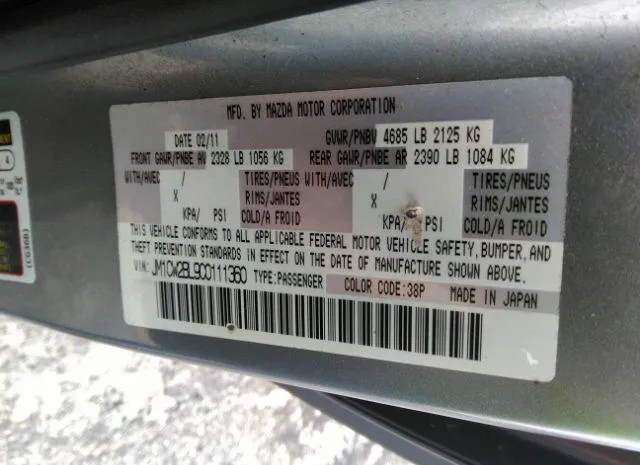 MFD. BY MAZDA MOTOR CORPORATION
DATE 02/11 GVWR/PNBV 4685 LB 2125 KG
FRONT GAWR/PNBE AV 2328 LB 1056 KG REAR GAWR/PNBE AR 2390 LB 1084 KG
WITH/AVEC / TIRES/PNEUS WITH/AVEC / TIRES/PNEUS
X RIMS/JANTES X RIMS/JANTES
KPA/ PSI COLD/A FROID KPA/ PSI COLD/A FROID
THIS VEHICLE CONFORMS TO ALL APPLICABLE FEDERAL MOTOR VEHICLE SAFETY, BUMPER, AND
THEFT PREVENTION STANDARDS IN EFFECT ON THE DATE OF MANUFACTURE SHOWN ABOVE.
VIN: JM1CW2BL9C0111360 TYPE:PASSENGER COLOR CODE:38P MADE IN JAPAN
4